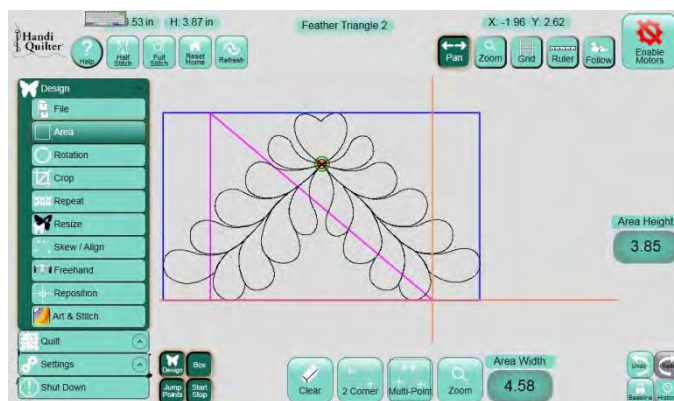 Handi
Quilter
.53 in H: 3.87 in
Feather Triangle 2
X: -1.96 Y: 2.62
Help
Half
Stitch
Full
Stitch
Reset
Home
Refresh
Pan
Zoom
Grid
Ruler
Follow
Enable
Motors
Design
File
Area
Rotation
Crop
Repeat
Resize
Skew / Align
Freehand
Reposition
Art & Stitch
Quilt
Settings
Shut Down
Area Height
3.85
Design
Box
Jump
Points
Start
Stop
Clear
2 Corner
Multi-Point
Zoom
Area Width
4.58
Undo
Baseline